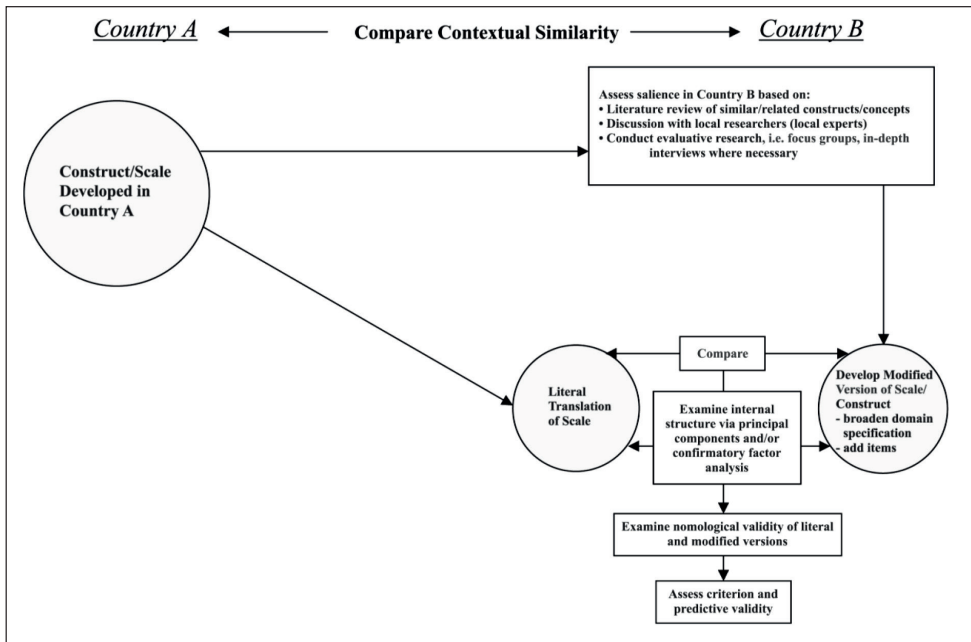 Country A
Compare Contextual Similarity
Country B
Assess salience in Country B based on:
• Literature review of similar/related constructs/concepts
• Discussion with local researchers (local experts)
• Conduct evaluative research, i.e. focus groups, in-depth
interviews where necessary
Construct/Scale
Developed in
Country A
Compare
Literal
Translation
of Scale
Develop Modified
Version of Scale/
Construct
- broaden domain
specification
- add items
Examine internal
structure via principal
components and/or
confirmatory factor
analysis
Examine nomological validity of literal
and modified versions
Assess criterion and
predictive validity